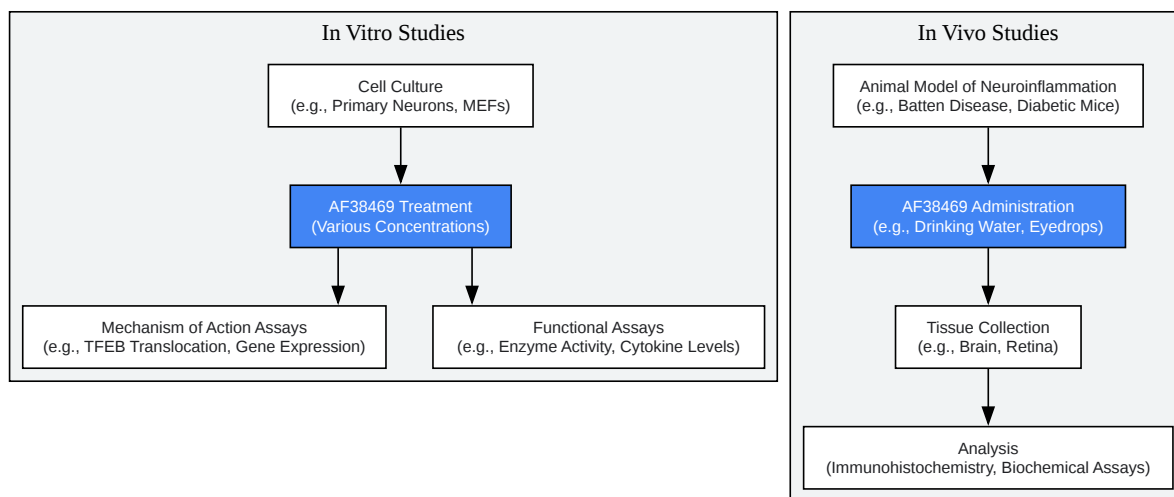 In Vitro Studies
Cell Culture
(e.g., Primary Neurons, MEFs)
AF38469 Treatment
(Various Concentrations)
Mechanism of Action Assays
(e.g., TFEB Translocation, Gene Expression)
Functional Assays
(e.g., Enzyme Activity, Cytokine Levels)
In Vivo Studies
Animal Model of Neuroinflammation
(e.g., Batten Disease, Diabetic Mice)
AF38469 Administration
(e.g., Drinking Water, Eyedrops)
Tissue Collection
(e.g., Brain, Retina)
Analysis
(Immunohistochemistry, Biochemical Assays)